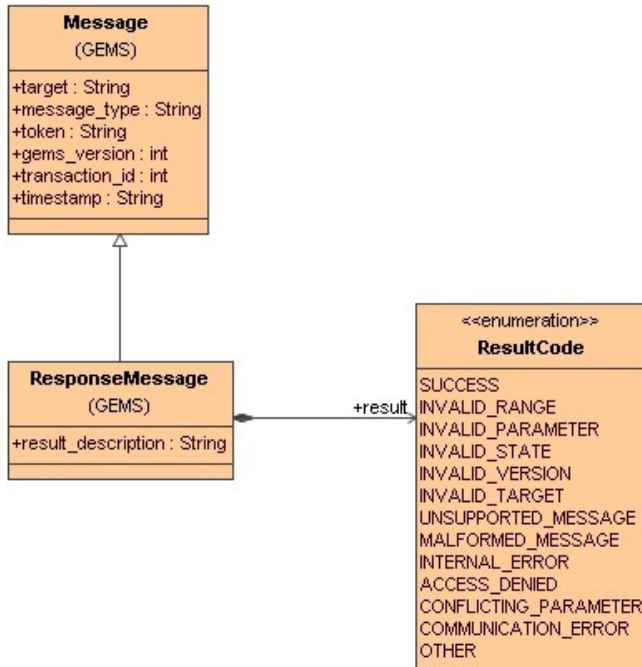 Message
(GEMS)
+target : String
+message_type : String
+token : String
+gems_version : int
+transaction_id : int
+timestamp : String
ResponseMessage
(GEMS)
+result_description : String
+result
<<enumeration>>
ResultCode
SUCCESS
INVALID_RANGE
INVALID_PARAMETER
INVALID_STATE
INVALID_VERSION
INVALID_TARGET
UNSUPPORTED_MESSAGE
MALFORMED_MESSAGE
INTERNAL_ERROR
ACCESS_DENIED
CONFLICTING_PARAMETER
COMMUNICATION_ERROR
OTHER